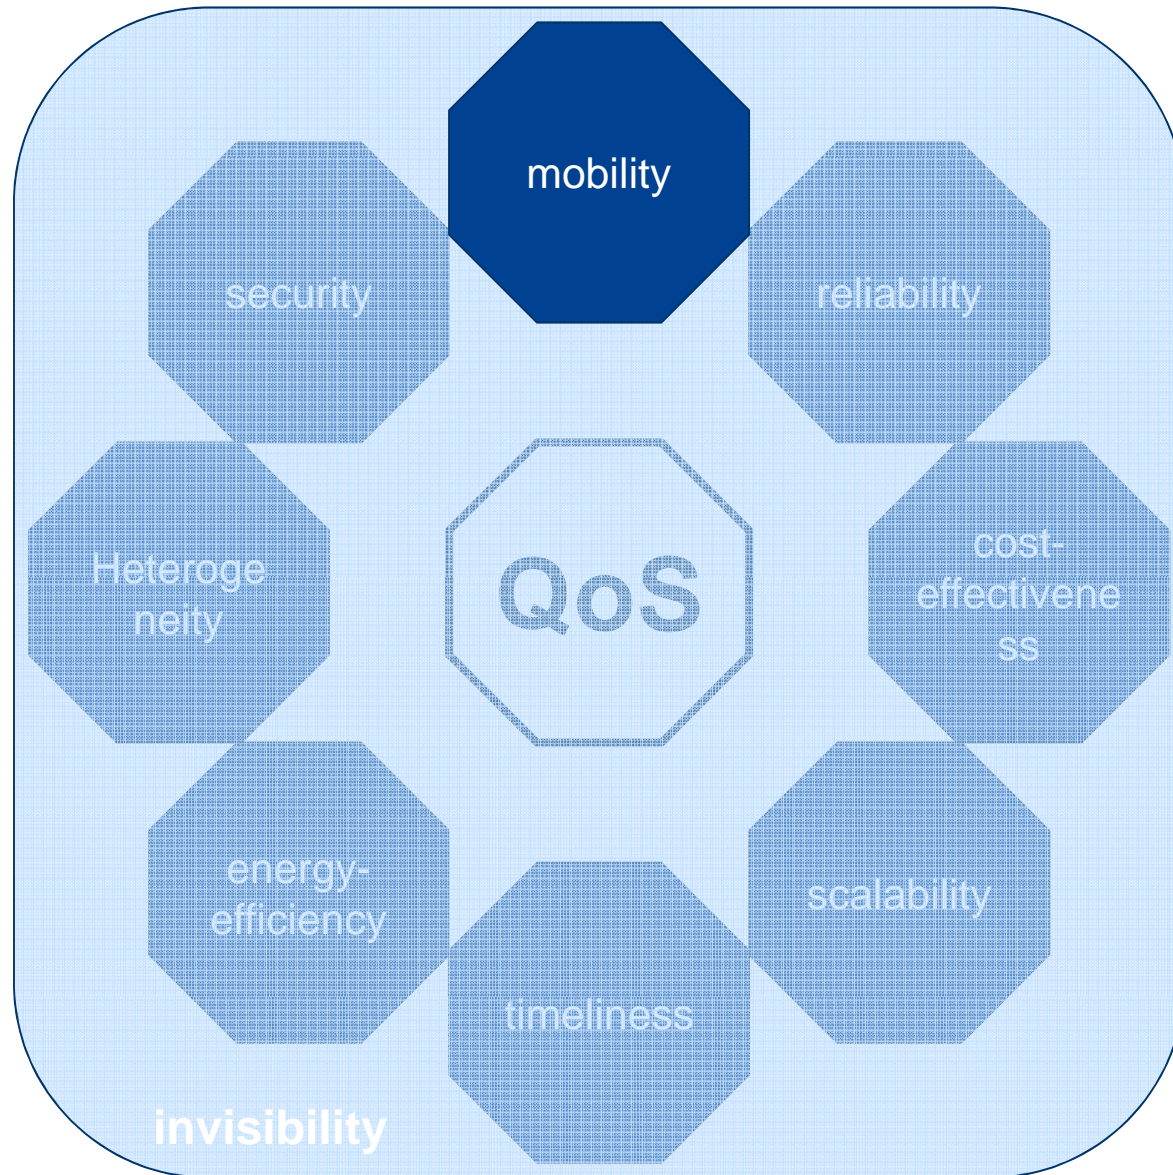 mobility
security
reliability
Heteroge
neity
QoS
cost-
effectivene
ss
energy-
efficiency
scalability
timeliness
invisibility